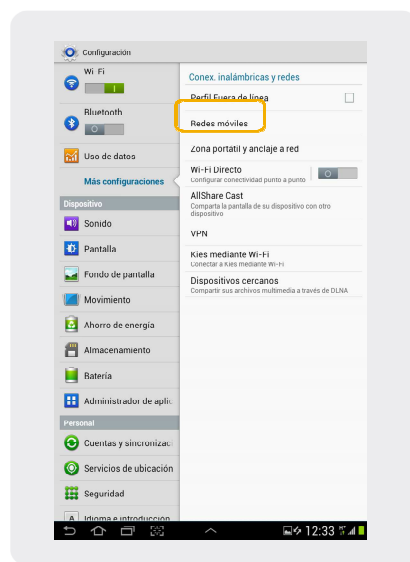 Configuración
Wi-Fi
Bluetooth
Uso de datos
Más configuraciones
Dispositivo
Sonido
Pantalla
Fondo de pantalla
Movimiento
Ahorro de energía
Almacenamiento
Batería
Administrador de aplic
Personal
Cuentas y sincronizac
Servicios de ubicación
Seguridad
Idioma e introducción
Conex. inalámbricas y redes
Perfil Fuera de línea
Redes móviles
Zona portátil y anclaje a red
Wi-Fi Directo
Configurar conectividad punto a punto
AllShare Cast
Comparta la pantalla de su dispositivo con otro
dispositivo
VPN
Kies mediante Wi-Fi
Conectar a Kies mediante Wi-Fi
Dispositivos cercanos
Compartir sus archivos multimedia a través de DLNA
12:33